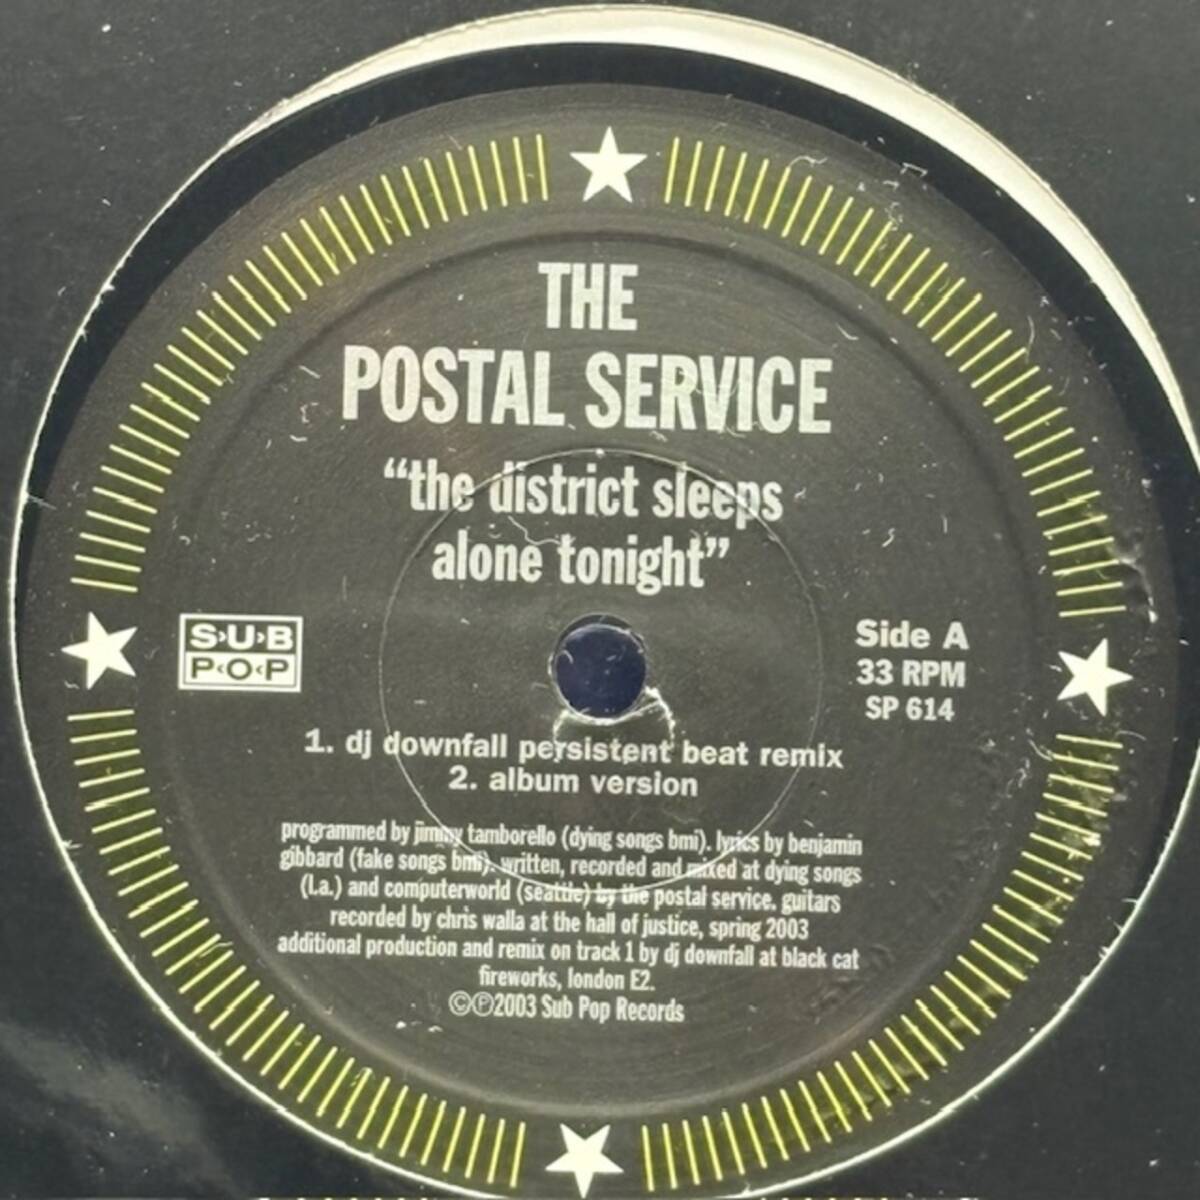 THE
POSTAL SERVICE
“the district sleeps
alone tonight”
S›U›B
P‹O‹P
Side A
33 RPM
SP 614
1. dj downfall persistent beat remix
2. album version
programmed by jimmy tamborello (dying songs bmi). lyrics by benjamin
gibbard (fake songs bmi). written, recorded and mixed at dying songs
(l.a.) and computerworld (seattle) by the postal service. guitars
recorded by chris walla at the hall of justice, spring 2003
additional production and remix on track 1 by dj downfall at black cat
fireworks, london E2.
©℗2003 Sub Pop Records